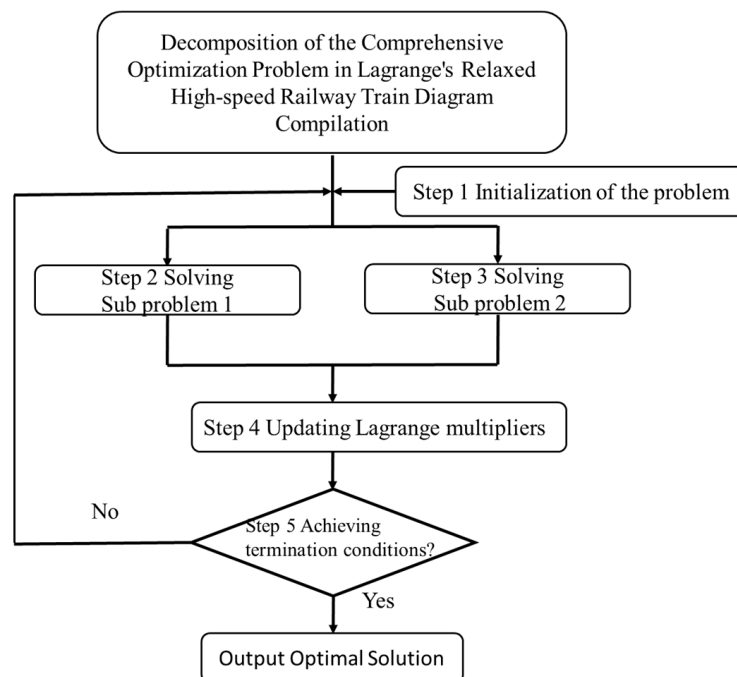 Decomposition of the Comprehensive
Optimization Problem in Lagrange's Relaxed
High-speed Railway Train Diagram
Compilation
Step 1 Initialization of the problem
Step 2 Solving
Sub problem 1
Step 3 Solving
Sub problem 2
Step 4 Updating Lagrange multipliers
No
Step 5 Achieving
termination conditions?
Yes
Output Optimal Solution